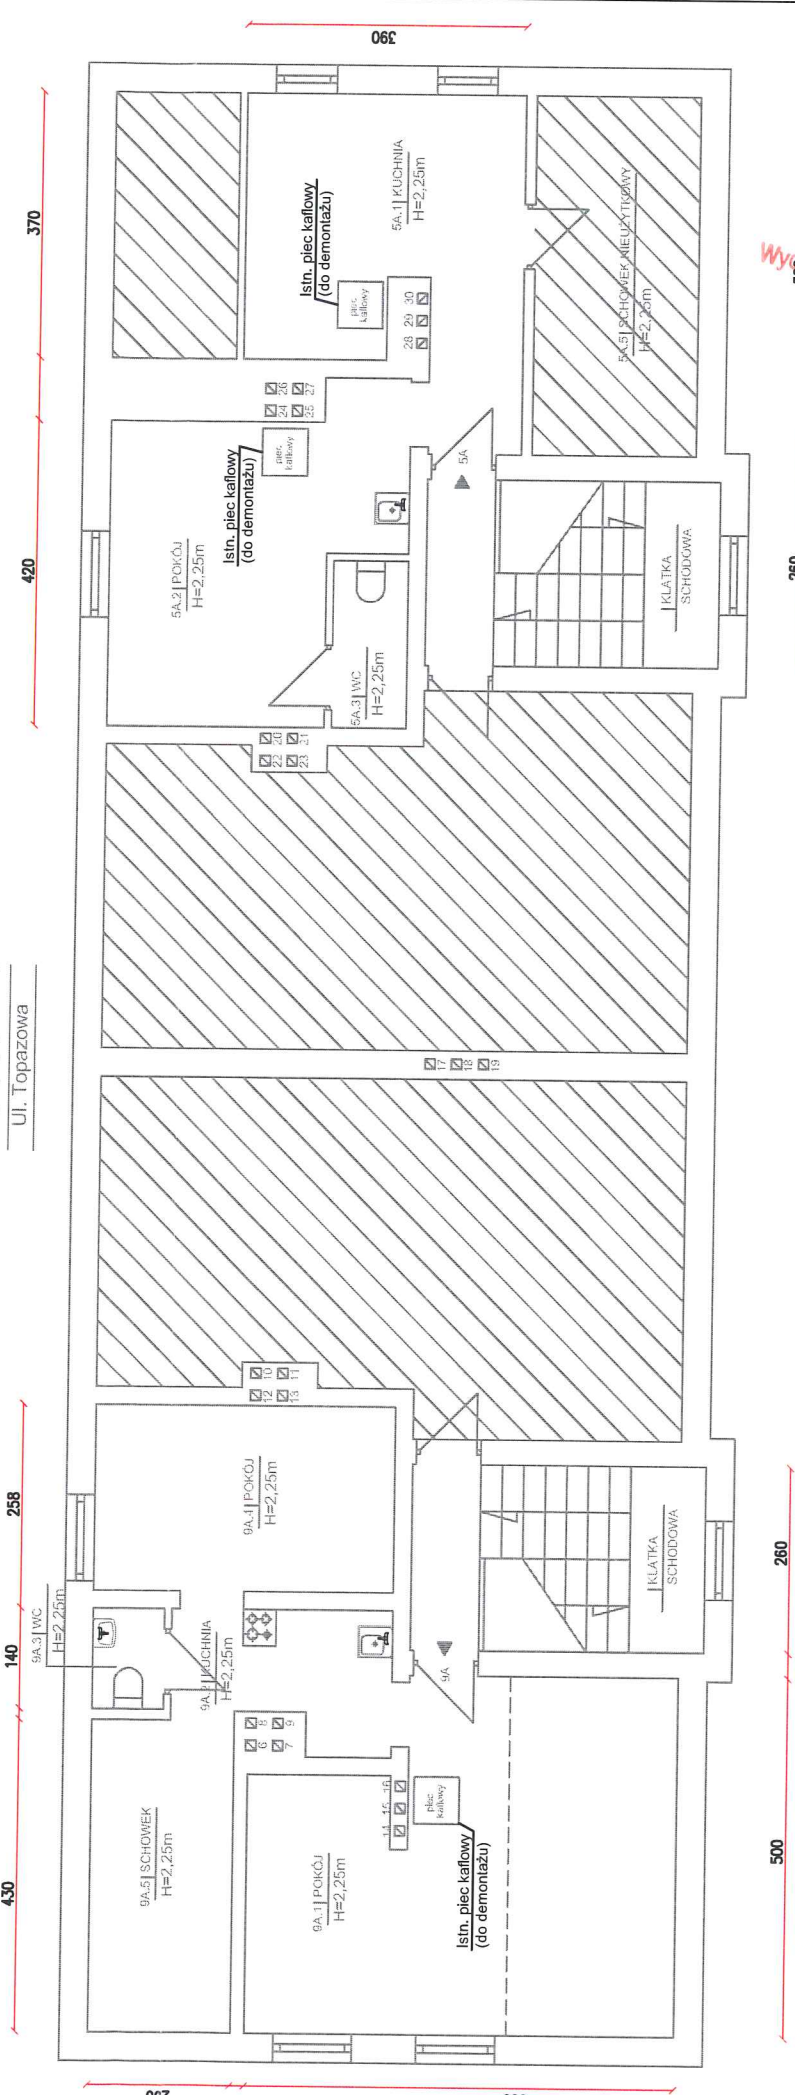 390
370
420
258
140
430
260
500
Ul. Topazowa
Istn. piec kaflowy
(do demontażu)
piec
kaflowy
5A.1 KUCHNIA
H=2,25m
28 29 30
5A.5 SCHOWEK NIEUŻYTKOWY
H=2,25m
24 26
25 27
Istn. piec kaflowy
(do demontażu)
piec
kaflowy
5A.2 POKÓJ
H=2,25m
5A
KLATKA
SCHODOWA
260
5A.3 WC
H=2,25m
22 20
23 21
17
18
19
12 10
13 11
9A.4 POKÓJ
H=2,25m
KLATKA
SCHODOWA
9A.3 WC
H=2,25m
9A.2 KUCHNIA
H=2,25m
9A
6 8
7 9
14 15 16
piec
kaflowy
Istn. piec kaflowy
(do demontażu)
9A.5 SCHOWEK
H=2,25m
9A.1 POKÓJ
H=2,25m